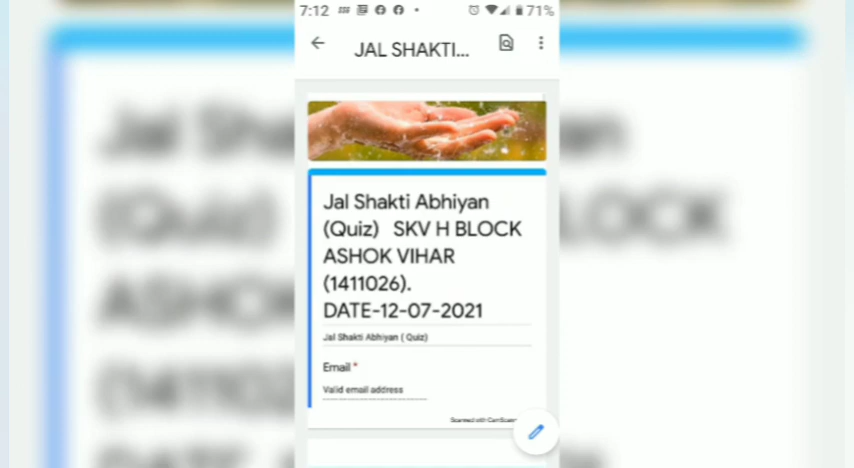 7:12 71%
JAL SHAKTI...
Jal Shakti Abhiyan
(Quiz) SKV H BLOCK
ASHOK VIHAR
(1411026).
DATE-12-07-2021
Jal Shakti Abhiyan ( Quiz)
Email *
Valid email address
Scanned with CamScanner